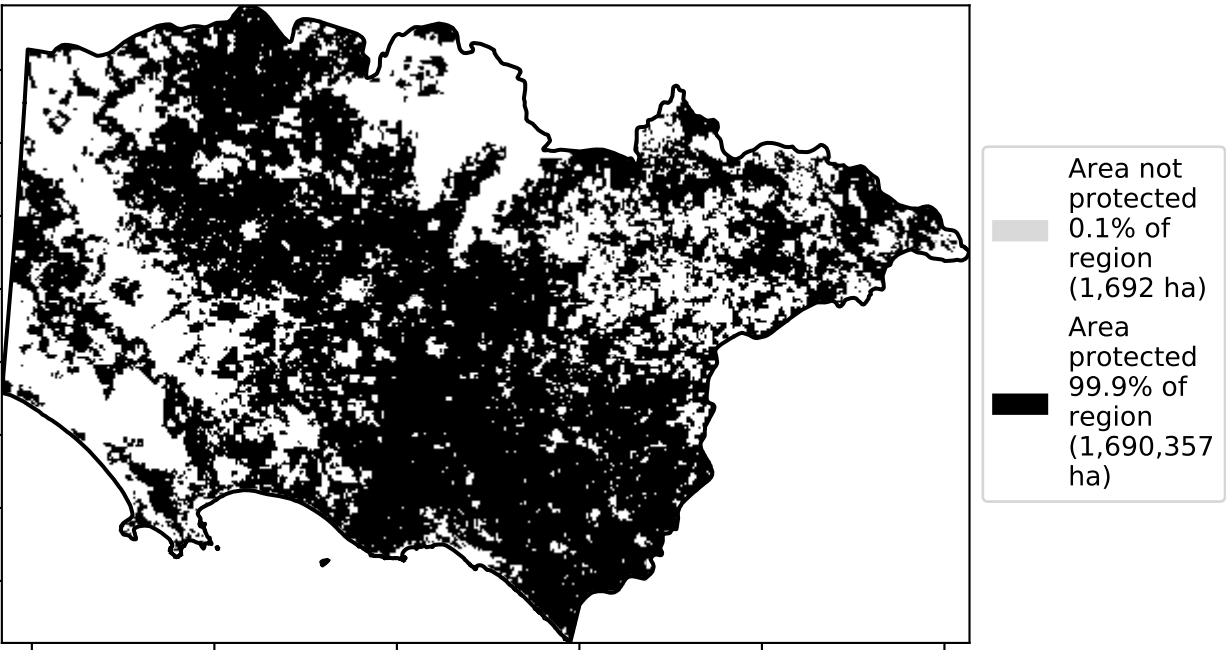 Area not
protected
0.1% of
region
(1,692 ha)
Area
protected
99.9% of
region
(1,690,357
ha)